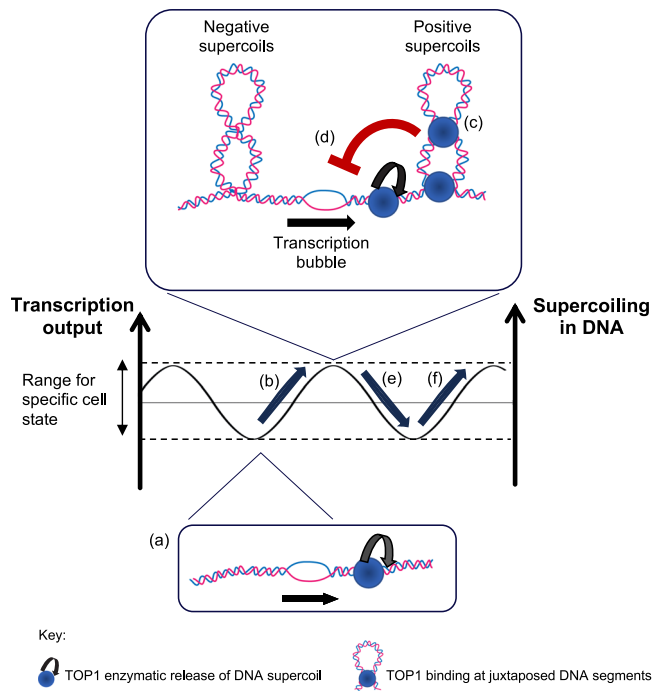 Negative
supercoils
Positive
supercoils
(d)
(c)
Transcription
bubble
Transcription
output
Supercoiling
in DNA
Range for
specific cell
state
(b)
(e)
(f)
(a)
Key:
TOP1 enzymatic release of DNA supercoil
TOP1 binding at juxtaposed DNA segments